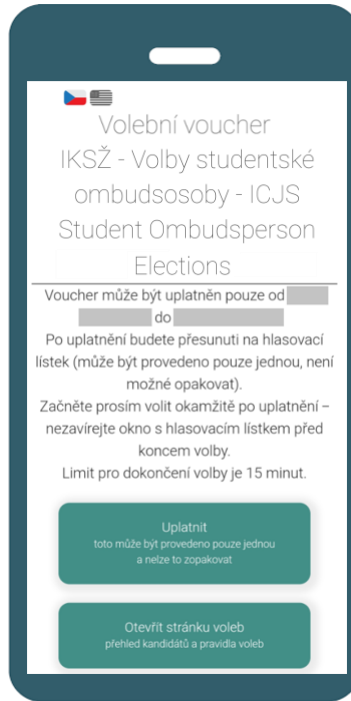 Volební voucher
IKSŽ - Volby studentské
ombudsosoby - ICJS
Student Ombudsperson
Elections
Voucher může být uplatněn pouze od
do
Po uplatnění budete přesunuti na hlasovací
lístek (může být provedeno pouze jednou, není
možné opakovat).
Začněte prosím volit okamžitě po uplatnění –
nezavírejte okno s hlasovacím lístkem před
koncem volby.
Limit pro dokončení volby je 15 minut.
Uplatnit
toto může být provedeno pouze jednou
a nelze to zopakovat
Otevřít stránku voleb
přehled kandidátů a pravidla voleb